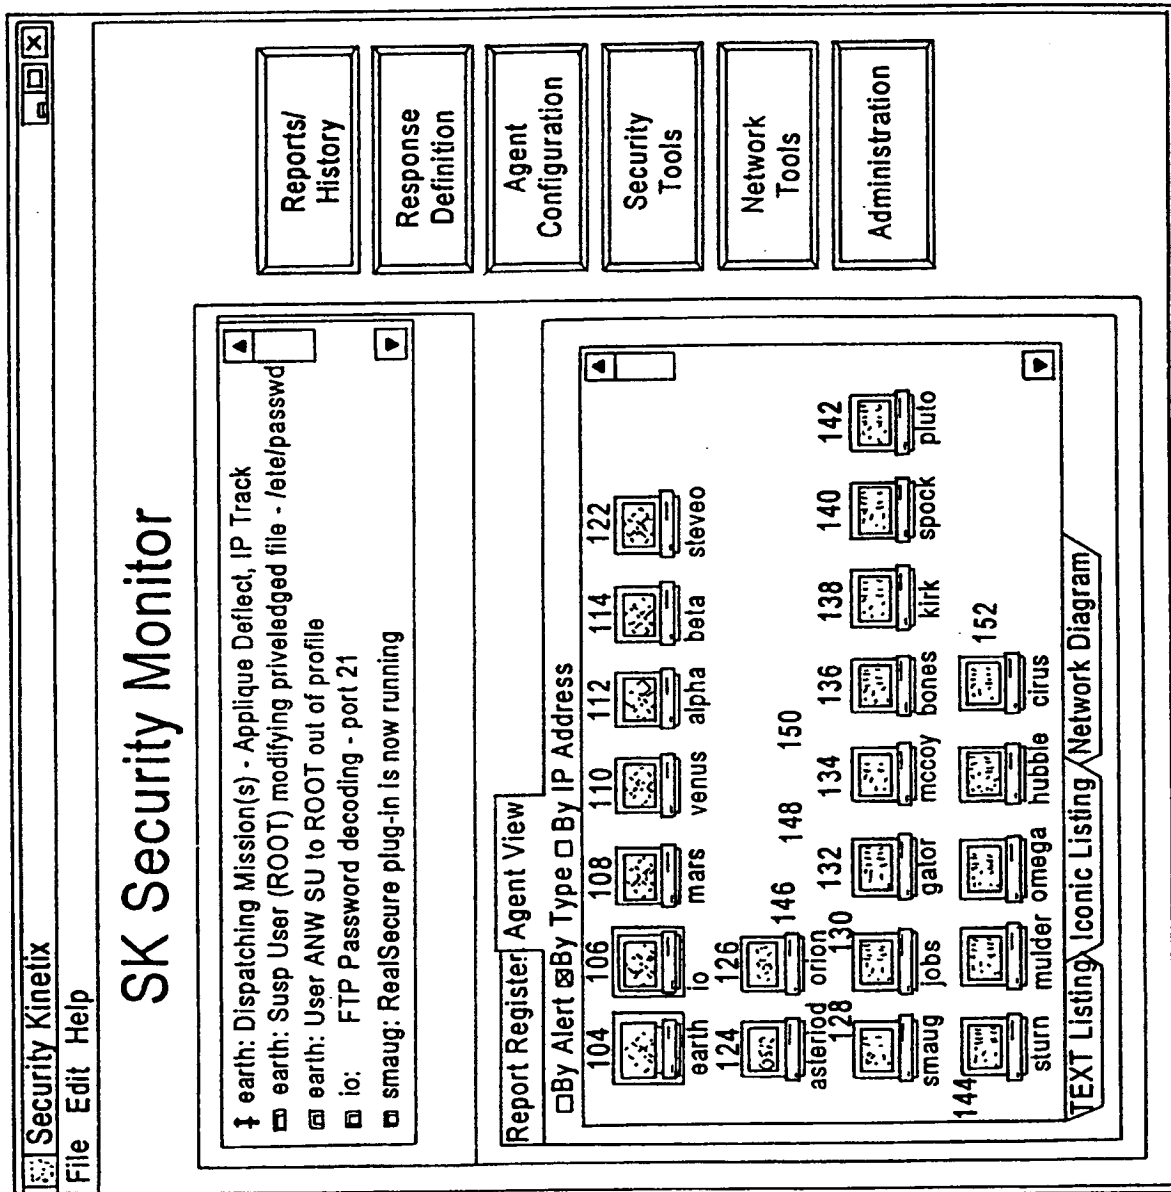 Security Kinetix
File Edit Help
SK Security Monitor
earth: Dispatching Mission(s) - Applique Deflect, IP Track
earth: Susp User (ROOT) modifying priveledged file - /ete/passwd
earth: User ANW SU to ROOT out of profile
io: FTP Password decoding - port 21
smaug: RealSecure plug-in is now running
Reports/
History
Response
Definition
Agent
Configuration
Security
Tools
Network
Tools
Administration
Report Register Agent View
By Alert By Type By IP Address
104 106 108 110 112 114 122
earth io mars venus alpha beta steveo
124 126 146 148 150
asteriod orion
128 130 132 134 136 138 140 142
smaug jobs gator mccoy bones kirk spock pluto
144 152
sturn mulder omega hubble cirus
TEXT Listing Iconic Listing Network Diagram